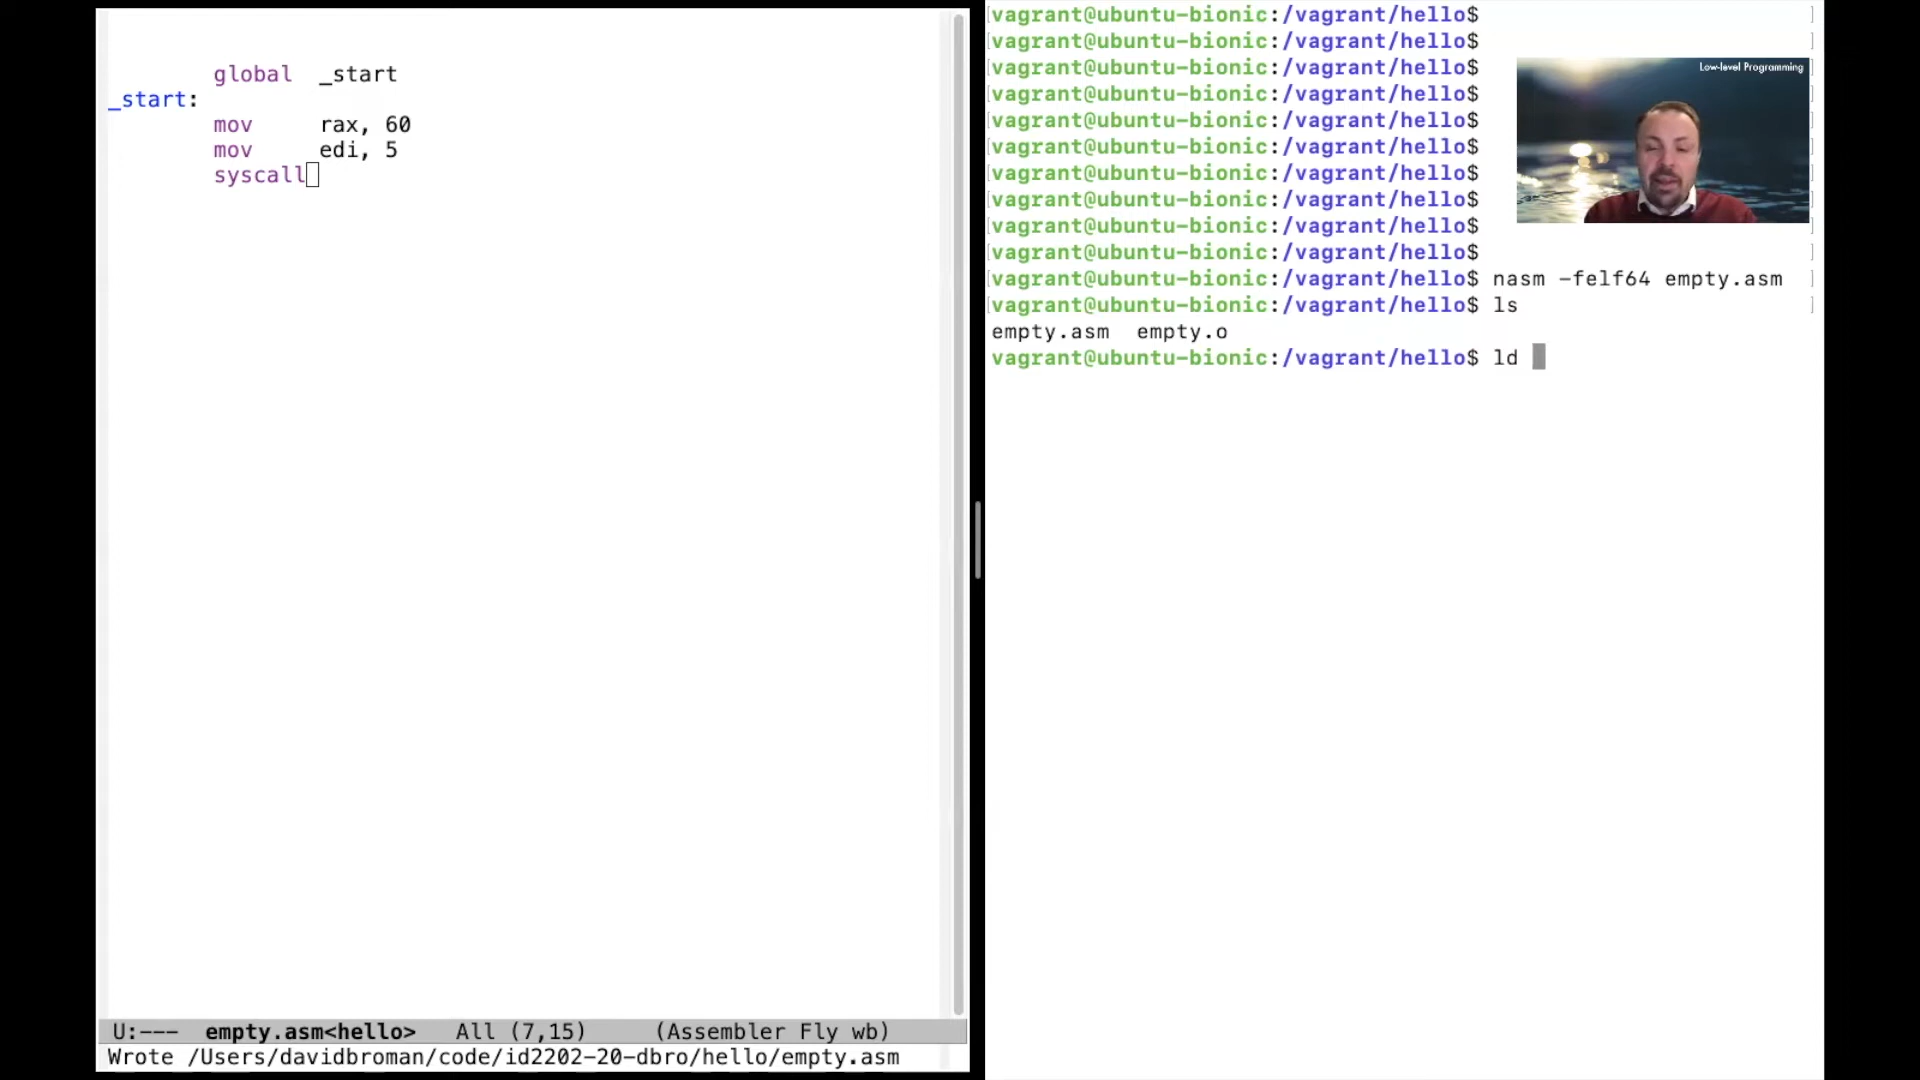 global  _start
_start:
mov     rax, 60
mov     edi, 5
syscall
U:---  empty.asm<hello>   All (7,15)     (Assembler Fly wb)
Wrote /Users/davidbroman/code/id2202-20-dbro/hello/empty.asm
[vagrant@ubuntu-bionic:/vagrant/hello$ ]
[vagrant@ubuntu-bionic:/vagrant/hello$ ]
[vagrant@ubuntu-bionic:/vagrant/hello$
[vagrant@ubuntu-bionic:/vagrant/hello$
[vagrant@ubuntu-bionic:/vagrant/hello$
[vagrant@ubuntu-bionic:/vagrant/hello$
[vagrant@ubuntu-bionic:/vagrant/hello$
[vagrant@ubuntu-bionic:/vagrant/hello$
[vagrant@ubuntu-bionic:/vagrant/hello$ ]
[vagrant@ubuntu-bionic:/vagrant/hello$ ]
[vagrant@ubuntu-bionic:/vagrant/hello$ nasm -felf64 empty.asm ]
[vagrant@ubuntu-bionic:/vagrant/hello$ ls ]
empty.asm  empty.o
vagrant@ubuntu-bionic:/vagrant/hello$ ld
Low-level Programming